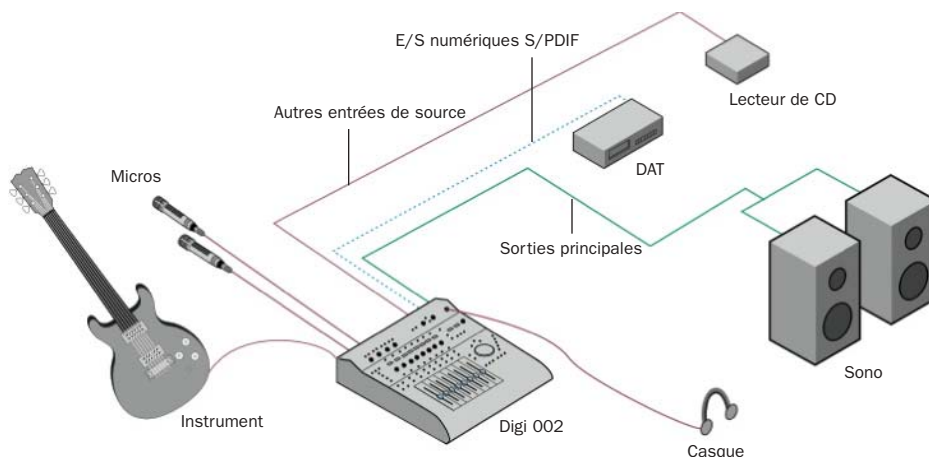 E/S numériques S/PDIF
Lecteur de CD
Autres entrées de source
DAT
Micros
Sorties principales
Sono
Instrument
Digi 002
Casque